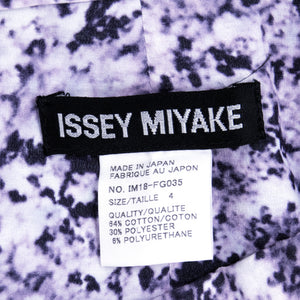 ISSEY MIYAKE
MADE IN JAPAN
FABRIQUE AU JAPON
NO. IM18-FG035
SIZE/TAILLE 4
QUALITY/QUALITE
64% COTTON/COTON
30% POLYESTER
6% POLYURETHANE